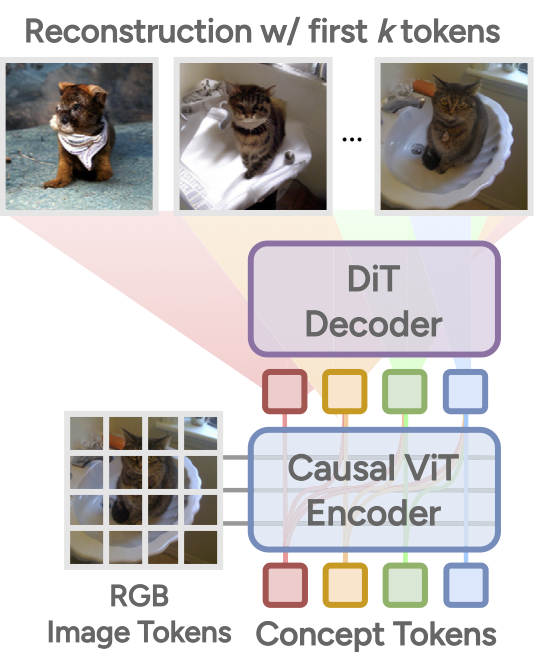 Reconstruction w/ first k tokens
...
DiT
Decoder
Causal ViT
Encoder
RGB
Image Tokens
Concept Tokens